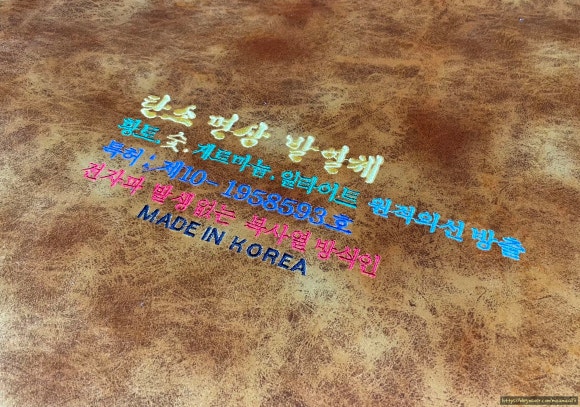 탄소 명상 발열체
황토, 숯, 게르마늄, 일라이트 원적외선 방출
특허 : 제10-1958593호
전자파 발생없는 복사열 방식인
MADE IN KOREA